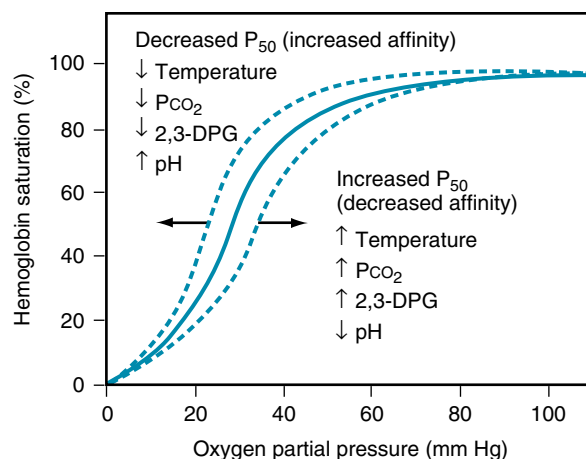 Decreased P₅₀ (increased affinity)
↓ Temperature
↓ PCO₂
↓ 2,3-DPG
↑ pH
Increased P₅₀
(decreased affinity)
↑ Temperature
↑ PCO₂
↑ 2,3-DPG
↓ pH
Hemoglobin saturation (%)
100
80
60
40
20
0
0 20 40 60 80 100
Oxygen partial pressure (mm Hg)